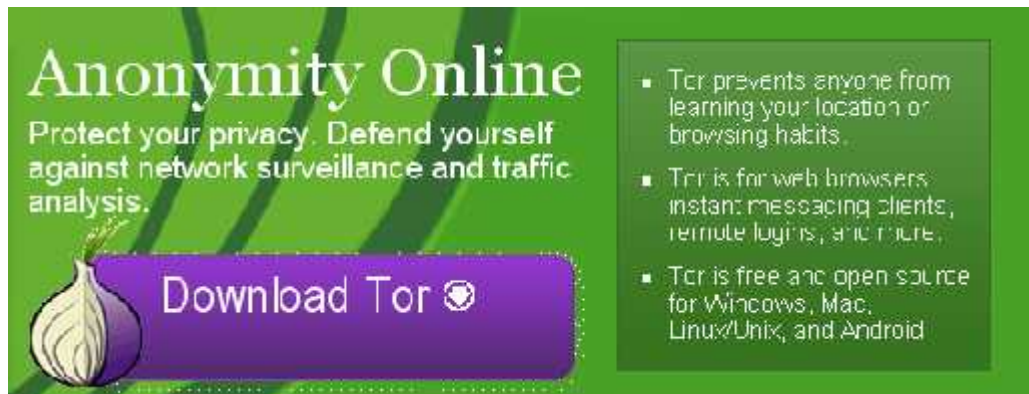 Anonymity Online
Protect your privacy. Defend yourself
against network surveillance and traffic
analysis.
Download Tor
Tor prevents anyone from
learning your location or
browsing habits.
Tor is for web browsers,
instant messaging clients,
remote logins, and more.
Tor is free and open source
for Windows, Mac,
Linux/Unix, and Android